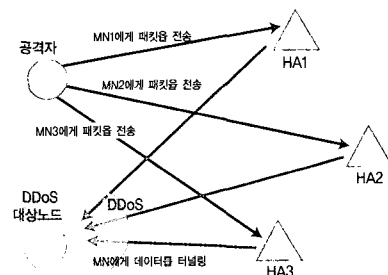 공격자
MN1에게 패킷을 전송
HA1
MN2에게 패킷을 전송
MN3에게 패킷을 전송
HA2
DDoS
대상노드
DDoS
MN에게 데이터를 터널링
HA3